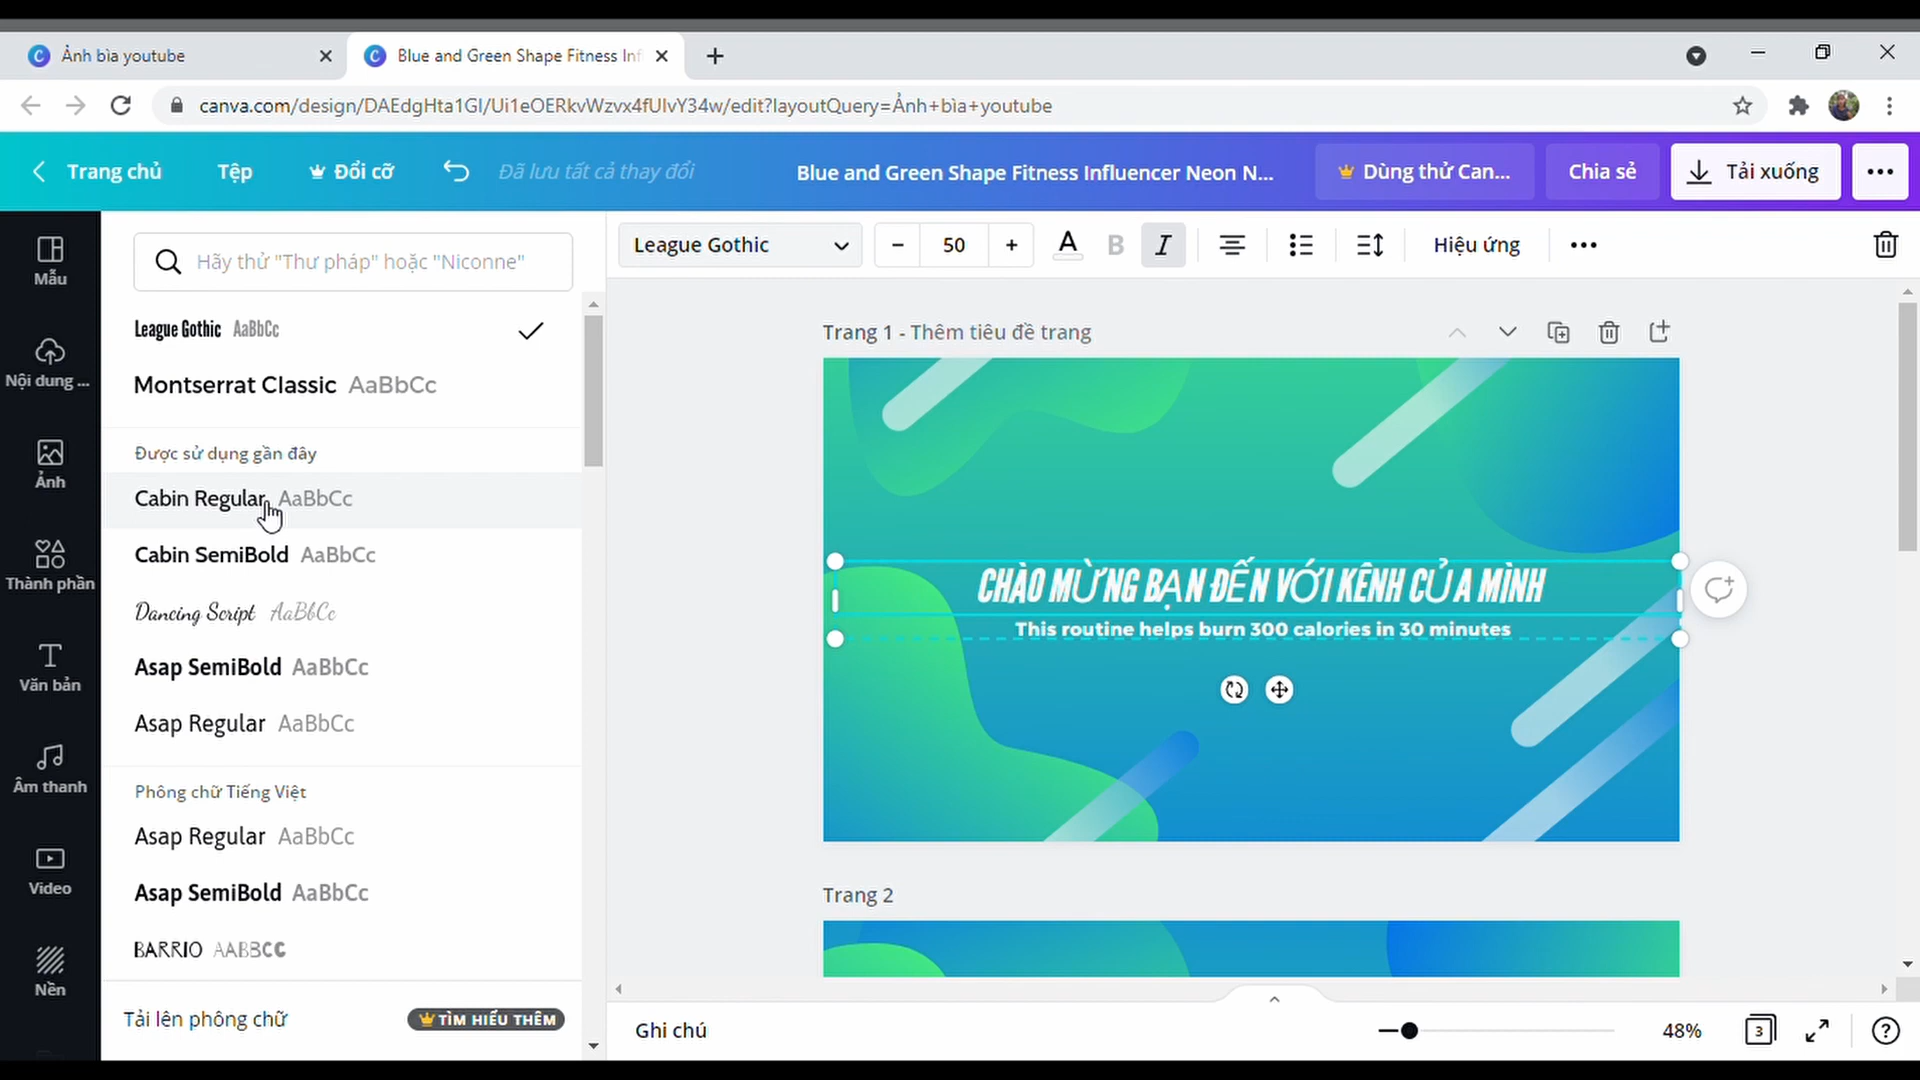 Ảnh bìa youtube
Blue and Green Shape Fitness Inf
canva.com/design/DAEdgHta1GI/Ui1eOERkvWzvx4fUIvY34w/edit?layoutQuery=Ảnh+bìa+youtube
Trang chủ
Tệp
Đổi cỡ
Đã lưu tất cả thay đổi
Blue and Green Shape Fitness Influencer Neon N...
Dùng thử Can...
Chia sẻ
Tải xuống
Mẫu
Nội dung ...
Ảnh
Thành phần
Văn bản
Âm thanh
Video
Nền
Hãy thử "Thư pháp" hoặc "Niconne"
League Gothic AaBbCc
Montserrat Classic AaBbCc
Được sử dụng gần đây
Cabin Regular AaBbCc
Cabin SemiBold AaBbCc
Dancing Script AaBbCc
Asap SemiBold AaBbCc
Asap Regular AaBbCc
Phông chữ Tiếng Việt
Asap Regular AaBbCc
Asap SemiBold AaBbCc
BARRIO AABBCC
Tải lên phông chữ
TÌM HIỂU THÊM
League Gothic
− 50 +
A B I
Hiệu ứng
Trang 1 - Thêm tiêu đề trang
CHÀO MỪNG BẠN ĐẾN VỚI KÊNH CỦA MÌNH
This routine helps burn 300 calories in 30 minutes
Trang 2
Ghi chú
48%
3
?